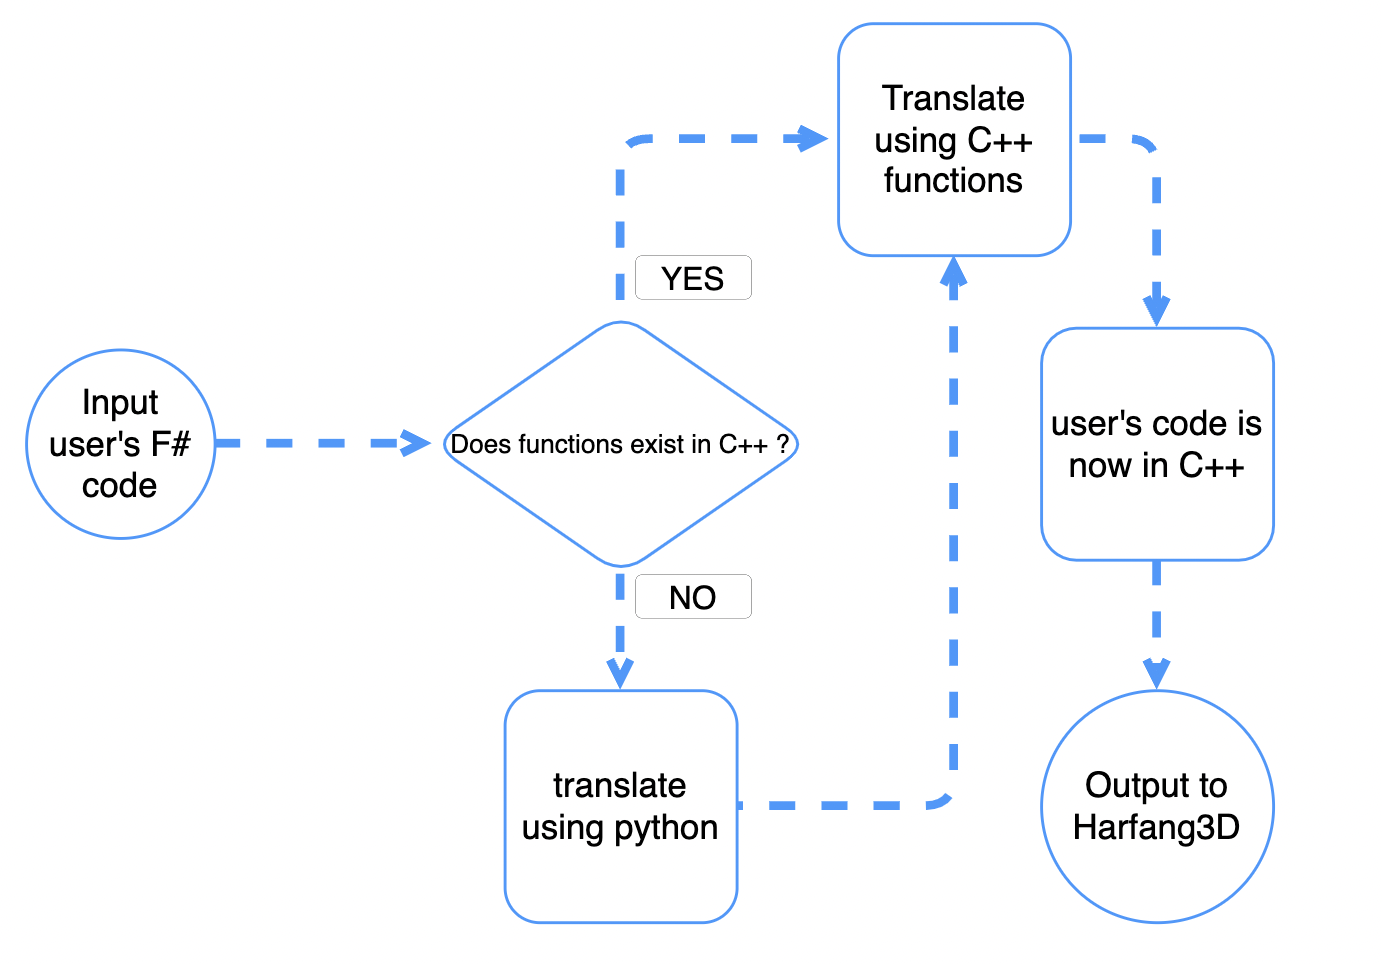 Input
user's F#
code
Does functions exist in C++ ?
YES
Translate
using C++
functions
NO
translate
using python
user's code is
now in C++
Output to
Harfang3D